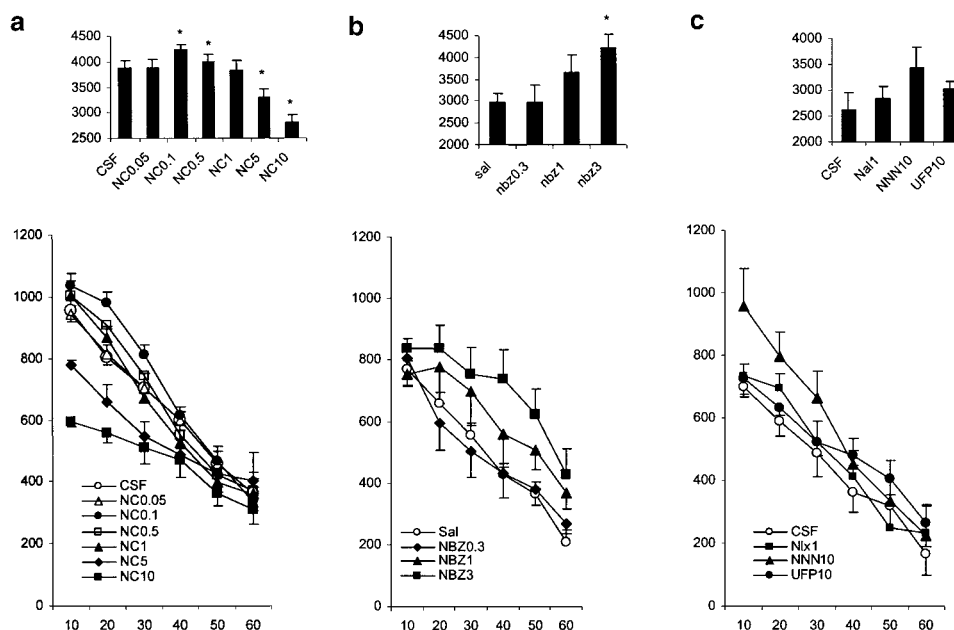 a
b
c
4500
4000
3500
3000
2500
* * * *
CSF NC0.05 NC0.1 NC0.5 NC1 NC5 NC10
5000
4500
4000
3500
3000
2500
2000
*
sal nbz0.3 nbz1 nbz3
4500
4000
3500
3000
2500
2000
CSF Nal1 NNN10 UFP10
1200
1000
800
600
400
200
0
CSF
NC0.05
NC0.1
NC0.5
NC1
NC5
NC10
10 20 30 40 50 60
1200
1000
800
600
400
200
0
Sal
NBZ0.3
NBZ1
NBZ3
10 20 30 40 50 60
1200
1000
800
600
400
200
0
CSF
Nlx1
NNN10
UFP10
10 20 30 40 50 60